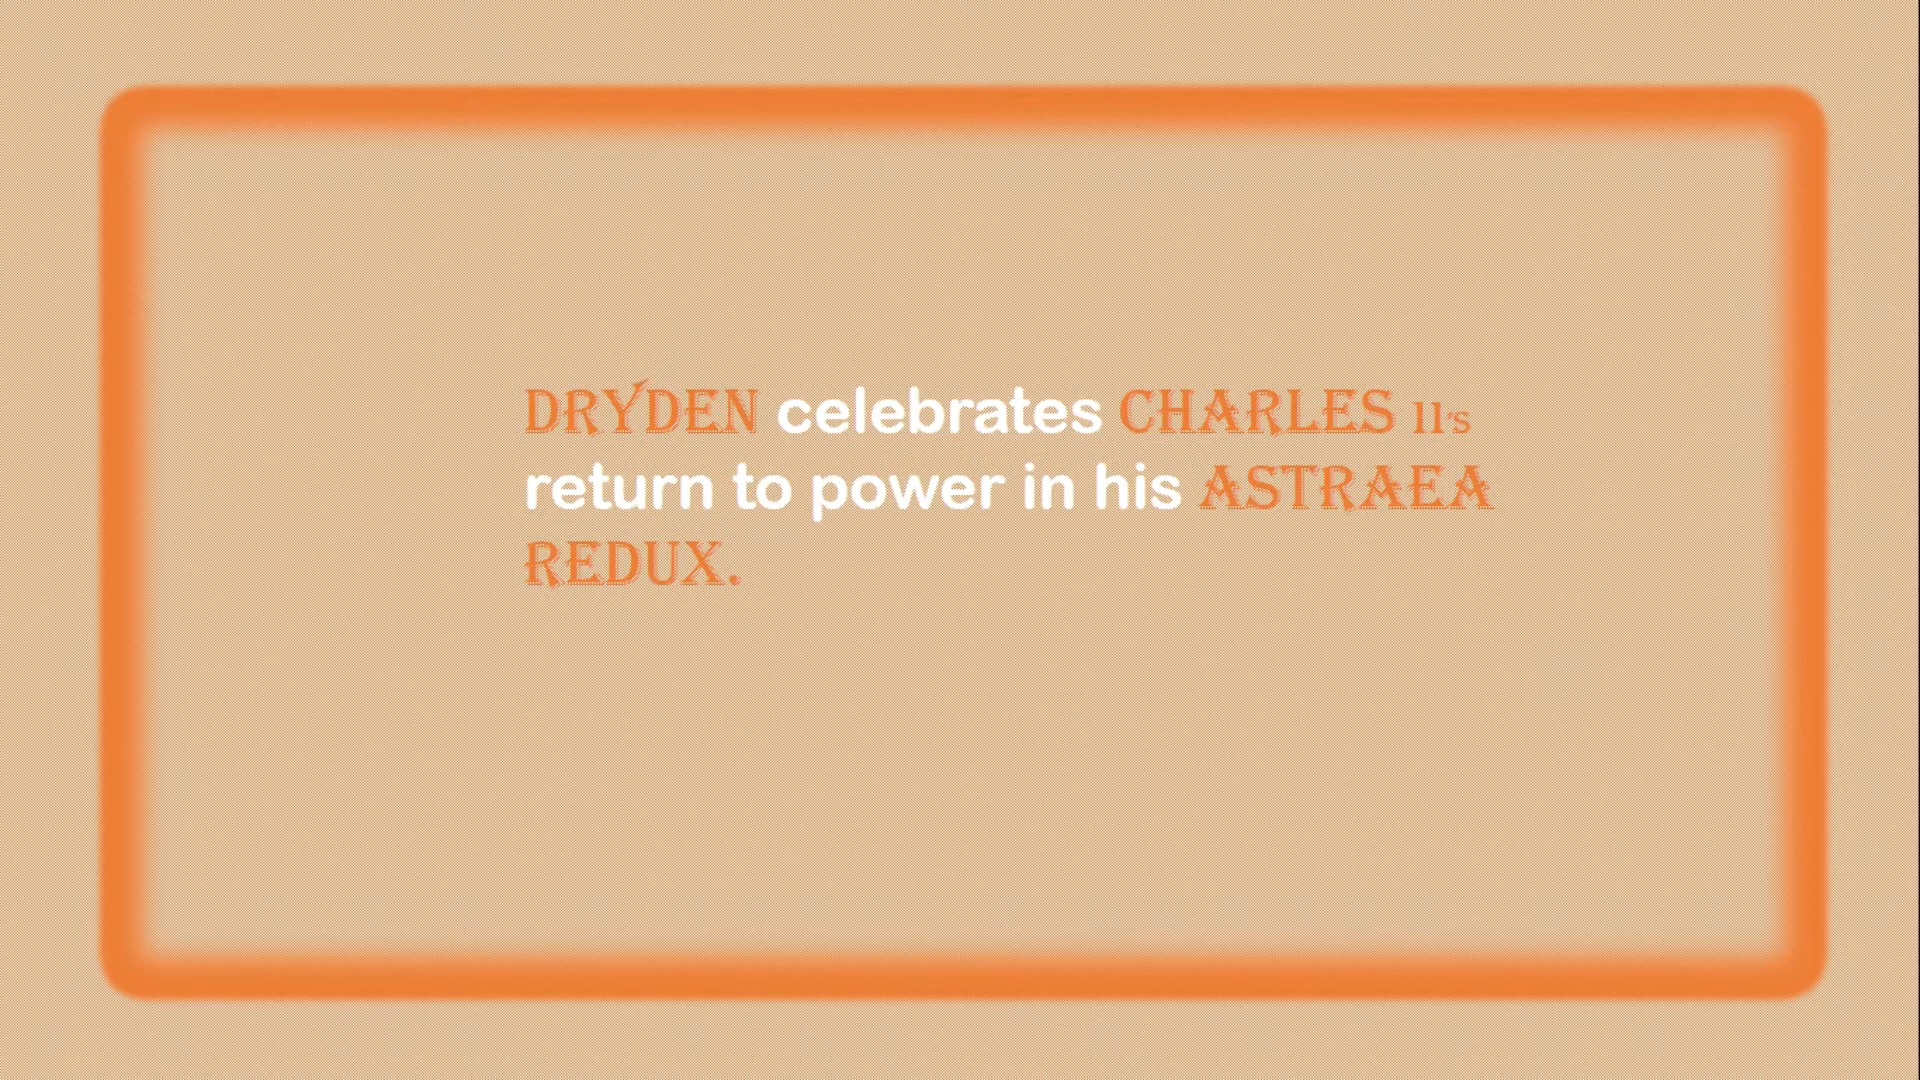 DRYDEN celebrates CHARLES II's
return to power in his ASTRAEA
REDUX.